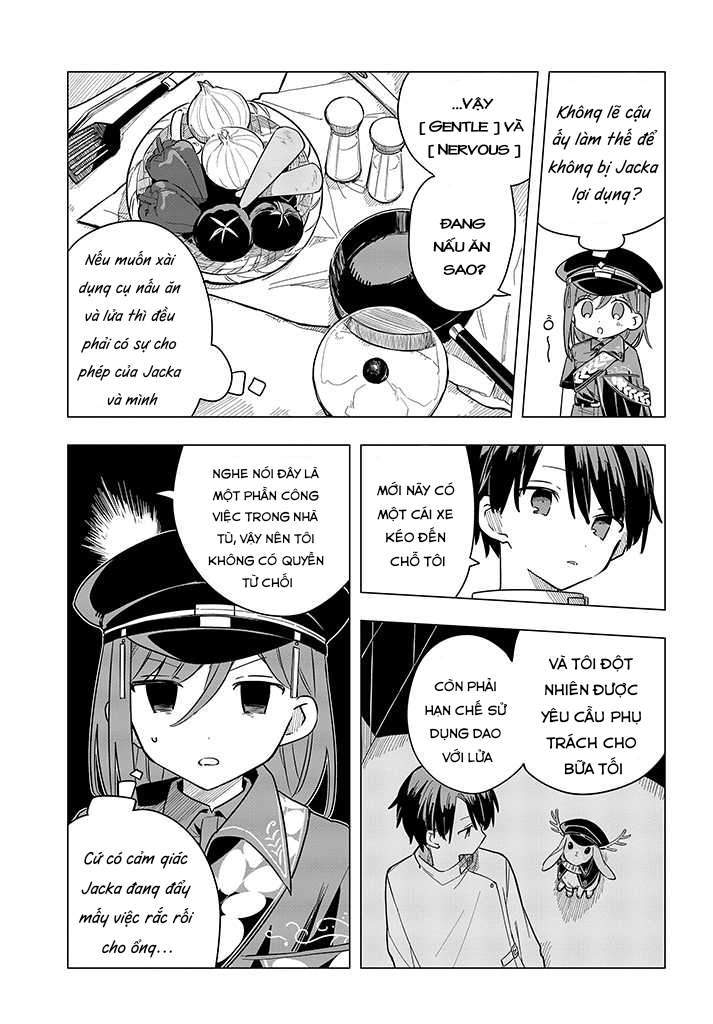 Không lẽ cậu
ấy làm thế để
không bị Jacka
lợi dụng?
Ồ~
...VẬY
[ GENTLE ] VÀ
[ NERVOUS ]
ĐANG
NẤU ĂN
SAO?
Nếu muốn xài
dụng cụ nấu ăn
và lửa thì đều
phải có sự cho
phép của Jacka
và mình
MỚI NÃY CÓ
MỘT CÁI XE
KÉO ĐẾN
CHỖ TÔI
NGHE NÓI ĐÂY LÀ
MỘT PHẦN CÔNG
VIỆC TRONG NHÀ
TÙ, VẬY NÊN TÔI
KHÔNG CÓ QUYỀN
TỪ CHỐI
VÀ TÔI ĐỘT
NHIÊN ĐƯỢC
YÊU CẦU PHỤ
TRÁCH CHO
BỮA TỐI
CÒN PHẢI
HẠN CHẾ SỬ
DỤNG DAO
VỚI LỬA
Cứ có cảm giác
Jacka đang đẩy
mấy việc rắc rối
cho ổng...